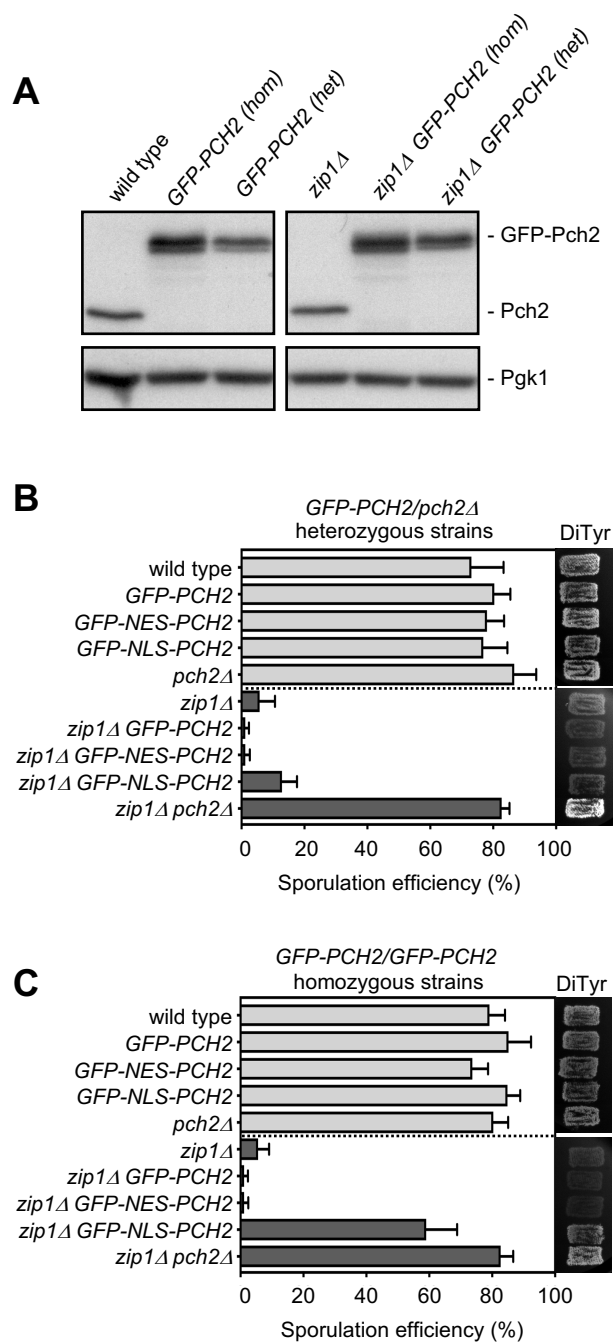 A
wild type
GFP-PCH2 (hom)
GFP-PCH2 (het)
zip1Δ
zip1Δ GFP-PCH2 (hom)
zip1Δ GFP-PCH2 (het)
- GFP-Pch2
- Pch2
- Pgk1
B
GFP-PCH2/pch2Δ
heterozygous strains
DiTyr
wild type
GFP-PCH2
GFP-NES-PCH2
GFP-NLS-PCH2
pch2Δ
zip1Δ
zip1Δ GFP-PCH2
zip1Δ GFP-NES-PCH2
zip1Δ GFP-NLS-PCH2
zip1Δ pch2Δ
0 20 40 60 80 100
Sporulation efficiency (%)
C
GFP-PCH2/GFP-PCH2
homozygous strains
DiTyr
wild type
GFP-PCH2
GFP-NES-PCH2
GFP-NLS-PCH2
pch2Δ
zip1Δ
zip1Δ GFP-PCH2
zip1Δ GFP-NES-PCH2
zip1Δ GFP-NLS-PCH2
zip1Δ pch2Δ
0 20 40 60 80 100
Sporulation efficiency (%)